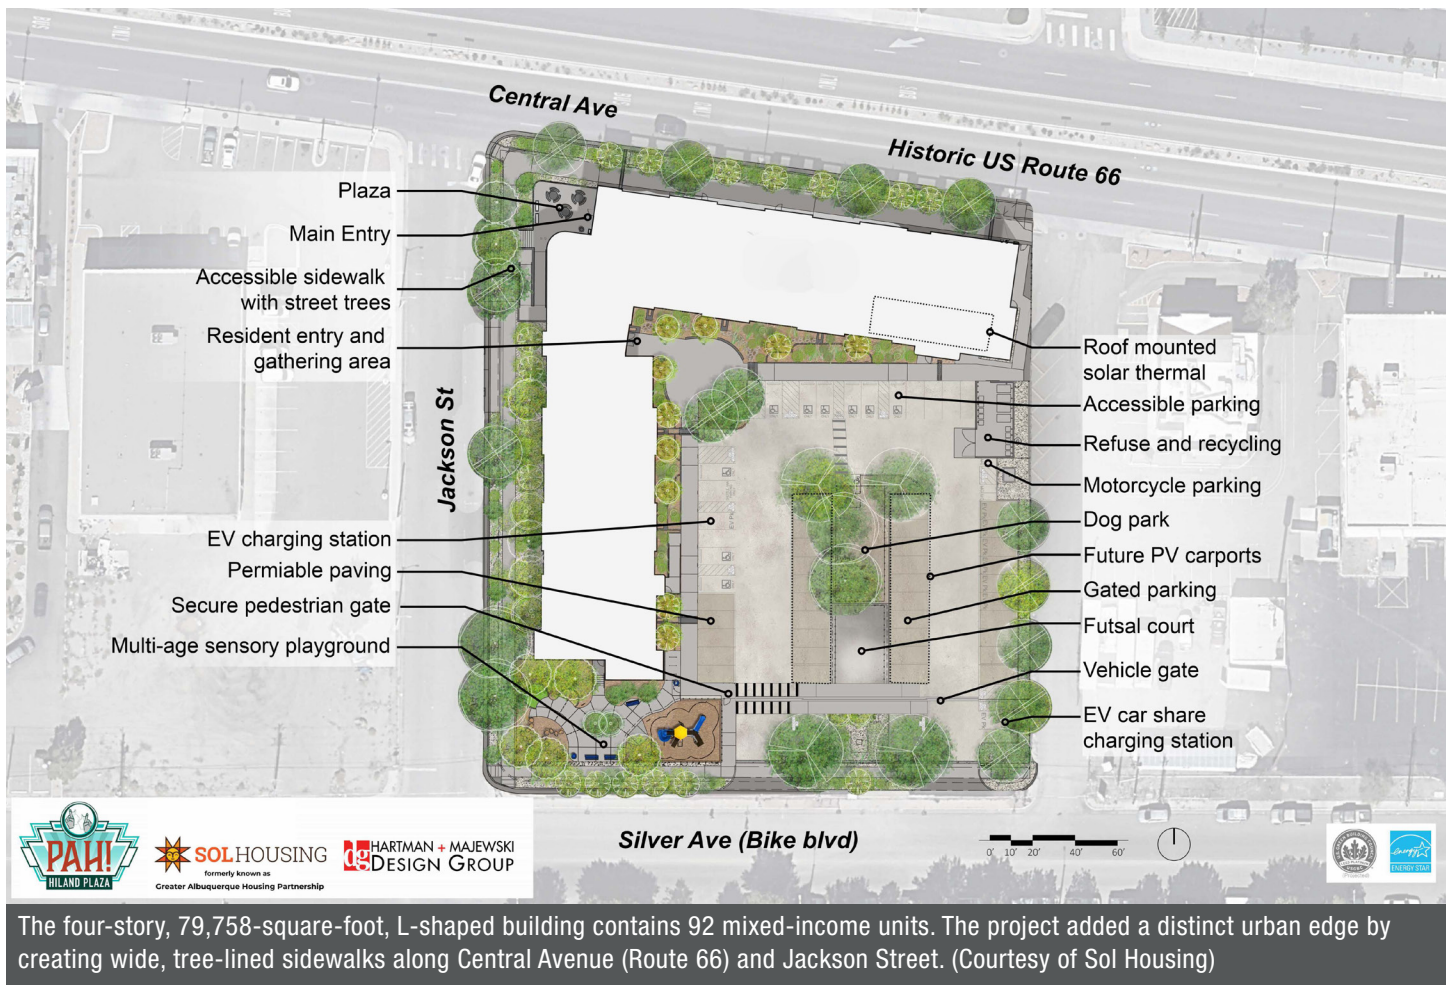 Central Ave
Historic US Route 66
Plaza
Main Entry
Accessible sidewalk
with street trees
Resident entry and
gathering area
Jackson St
EV charging station
Permiable paving
Secure pedestrian gate
Multi-age sensory playground
Roof mounted
solar thermal
Accessible parking
Refuse and recycling
Motorcycle parking
Dog park
Future PV carports
Gated parking
Futsal court
Vehicle gate
EV car share
charging station
Silver Ave (Bike blvd)
0' 10' 20' 40' 60'
PAH!
HILAND PLAZA
SOL HOUSING
formerly known as
Greater Albuquerque Housing Partnership
dg HARTMAN + MAJEWSKI
DESIGN GROUP
energy
ENERGY STAR
The four-story, 79,758-square-foot, L-shaped building contains 92 mixed-income units. The project added a distinct urban edge by
creating wide, tree-lined sidewalks along Central Avenue (Route 66) and Jackson Street. (Courtesy of Sol Housing)